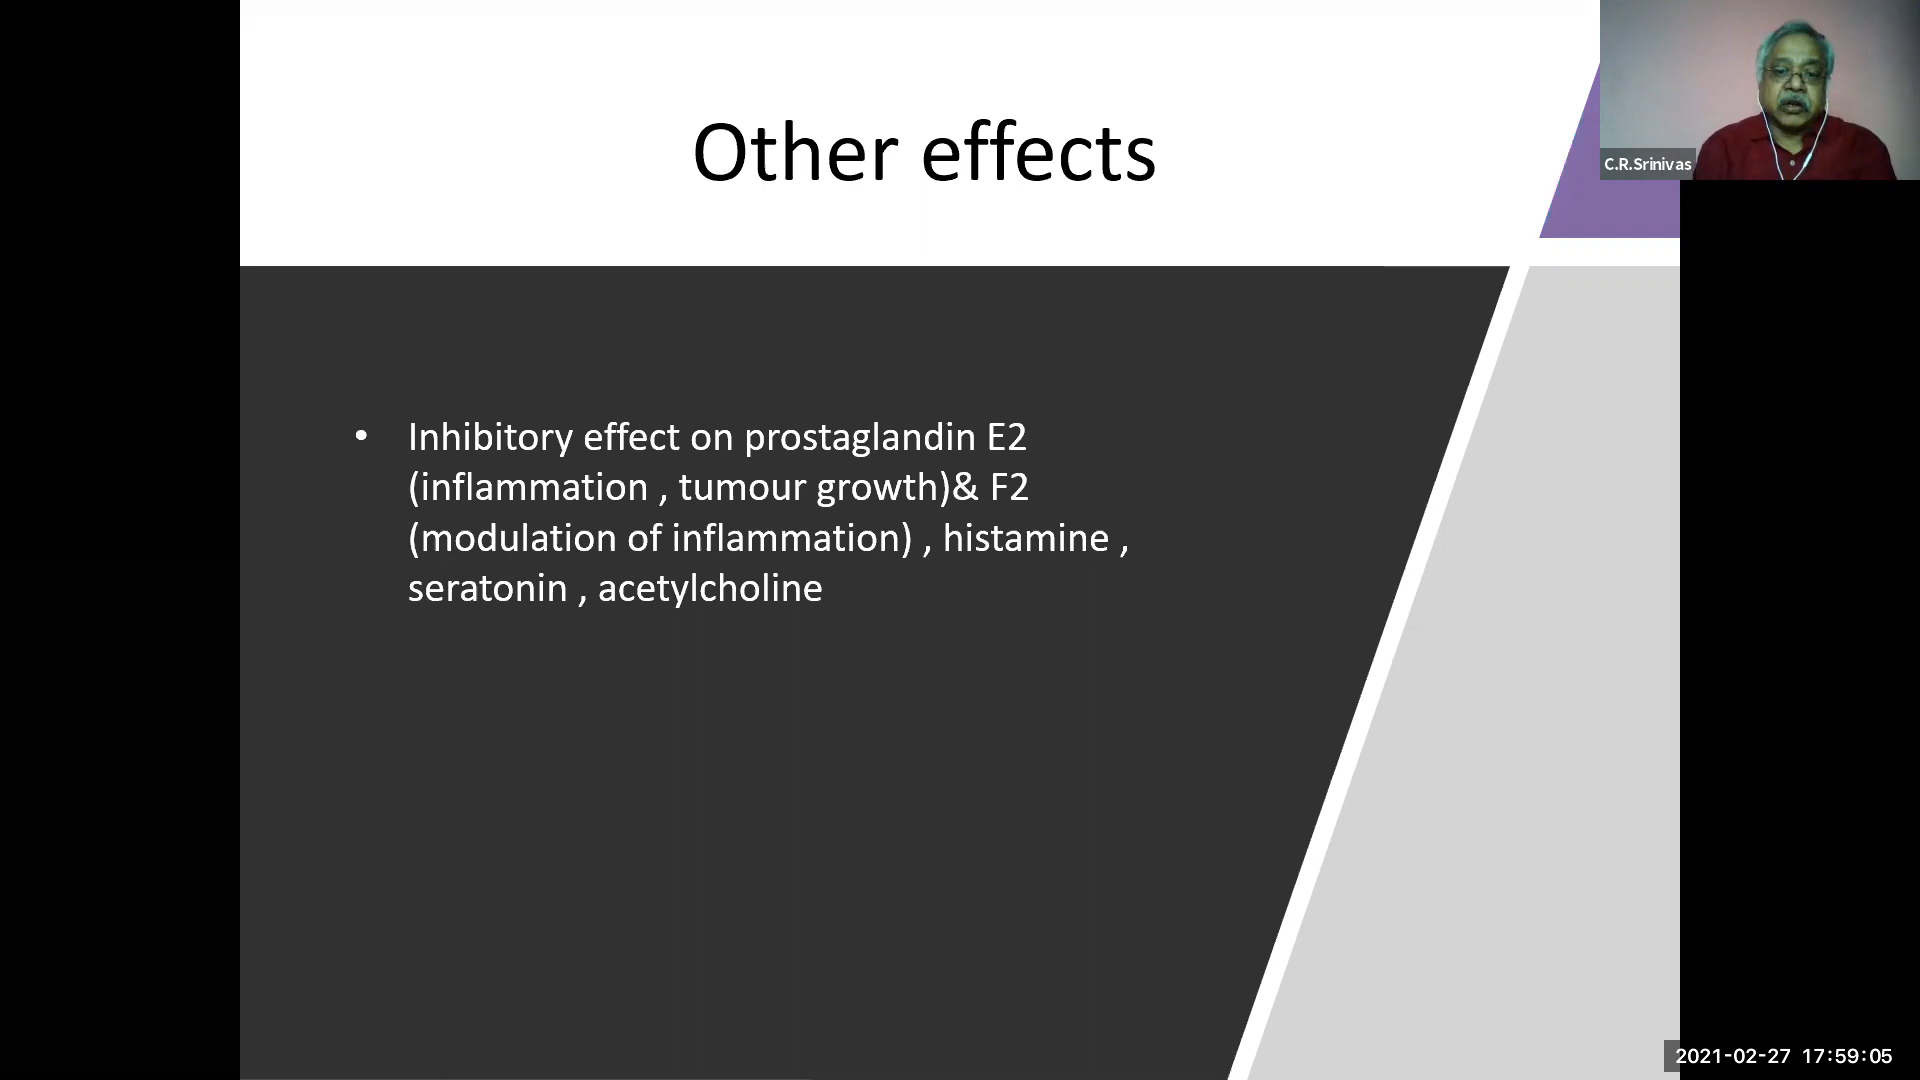 Other effects
C.R.Srinivas
• Inhibitory effect on prostaglandin E2
(inflammation , tumour growth)& F2
(modulation of inflammation) , histamine ,
seratonin , acetylcholine
2021-02-27 17:59:05